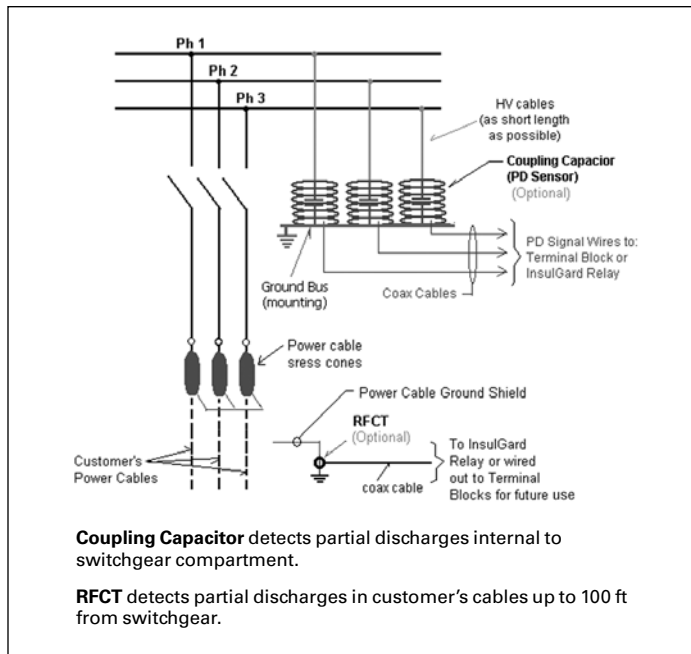 Ph 1
Ph 2
Ph 3
HV cables
(as short length
as possible)
Coupling Capacior
(PD Sensor)
(Optional)
PD Signal Wires to:
Terminal Block or
InsulGard Relay
Ground Bus
(mounting)
Coax Cables
Power cable
sress cones
Power Cable Ground Shield
RFCT
(Optional)
To InsulGard
Relay or wired
out to Terminal
Blocks for future use
Customer's
Power Cables
coax cable
Coupling Capacitor detects partial discharges internal to
switchgear compartment.
RFCT detects partial discharges in customer’s cables up to 100 ft
from switchgear.